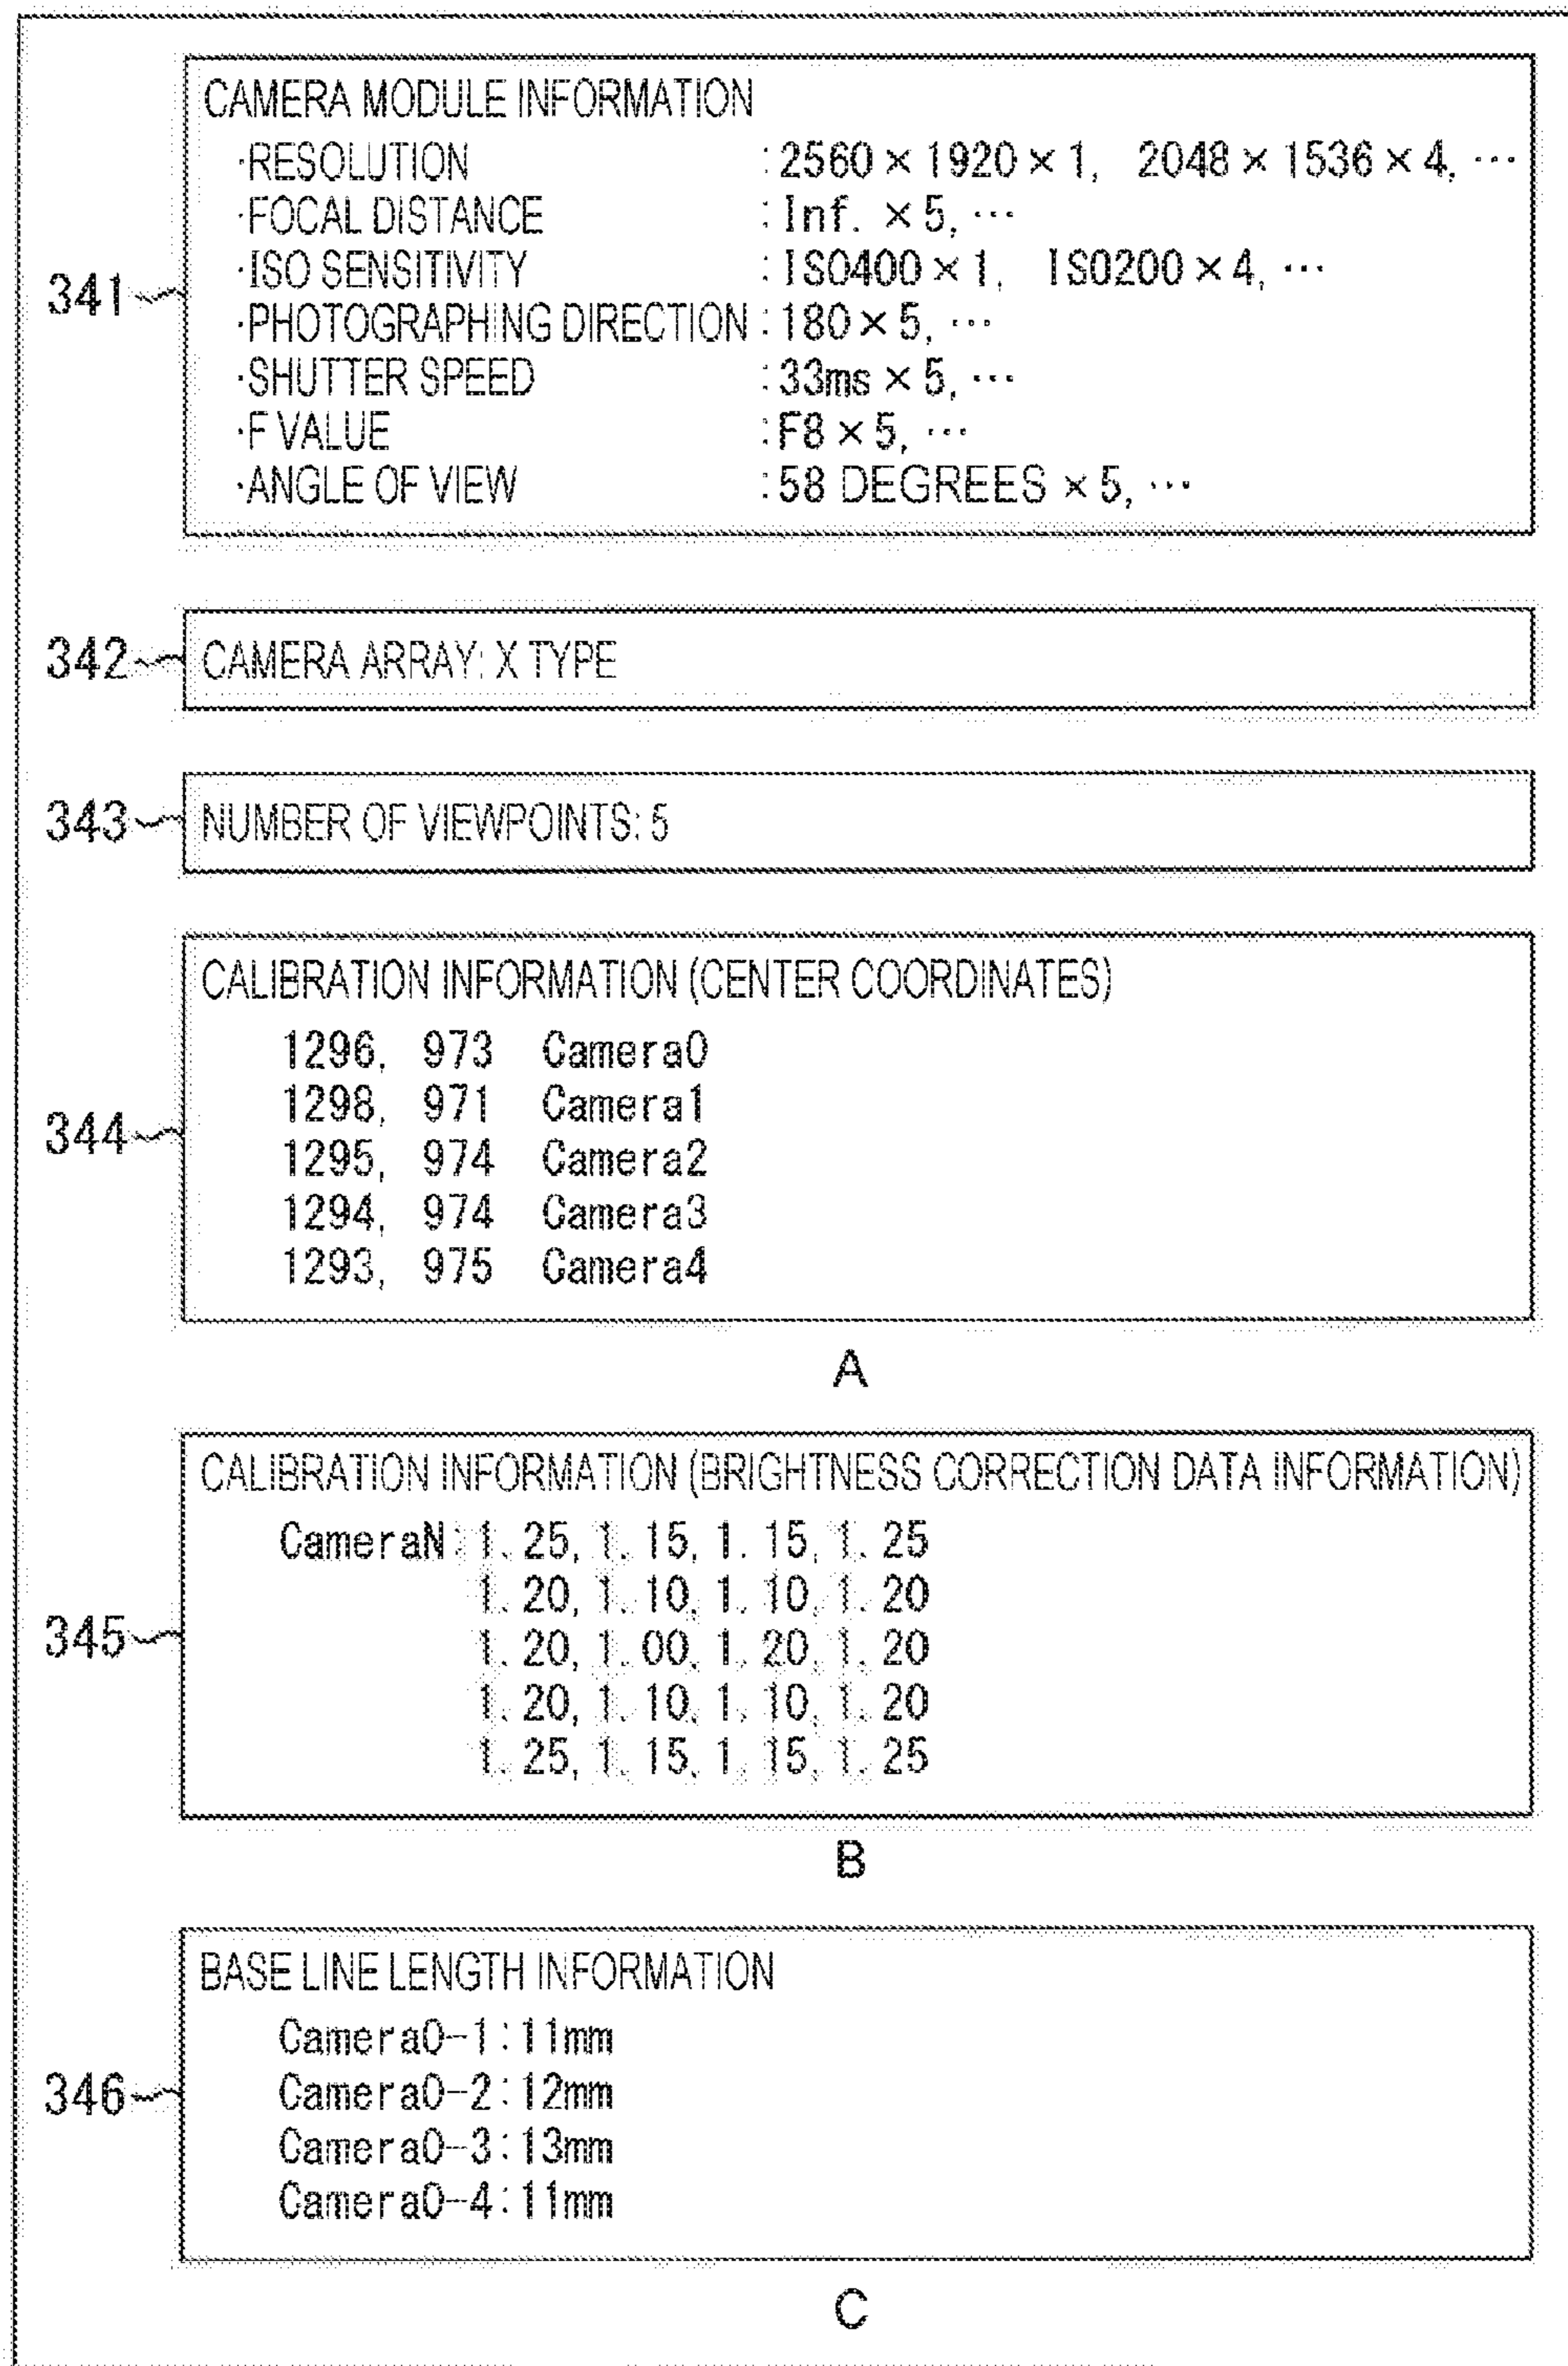 CAMERA MODULE INFORMATION
·RESOLUTION :2560×1920×1, 2048×1536×4, ···
·FOCAL DISTANCE :Inf. ×5, ···
341 ·ISO SENSITIVITY :ISO400×1, ISO200×4, ···
·PHOTOGRAPHING DIRECTION :180×5, ···
·SHUTTER SPEED :33ms×5, ···
·F VALUE :F8×5, ···
·ANGLE OF VIEW :58 DEGREES×5, ···
342 CAMERA ARRAY: X TYPE
343 NUMBER OF VIEWPOINTS: 5
CALIBRATION INFORMATION (CENTER COORDINATES)
1296, 973 Camera0
1298, 971 Camera1
344
1295, 974 Camera2
1294, 974 Camera3
1293, 975 Camera4
A
CALIBRATION INFORMATION (BRIGHTNESS CORRECTION DATA INFORMATION)
CameraN:1.25, 1.15, 1.15, 1.25
1.20, 1.10, 1.10, 1.20
345 1.20, 1.00, 1.20, 1.20
1.20, 1.10, 1.10, 1.20
1.25, 1.15, 1.15, 1.25
B
BASE LINE LENGTH INFORMATION
Camera0-1:11mm
346 Camera0-2:12mm
Camera0-3:13mm
Camera0-4:11mm
C